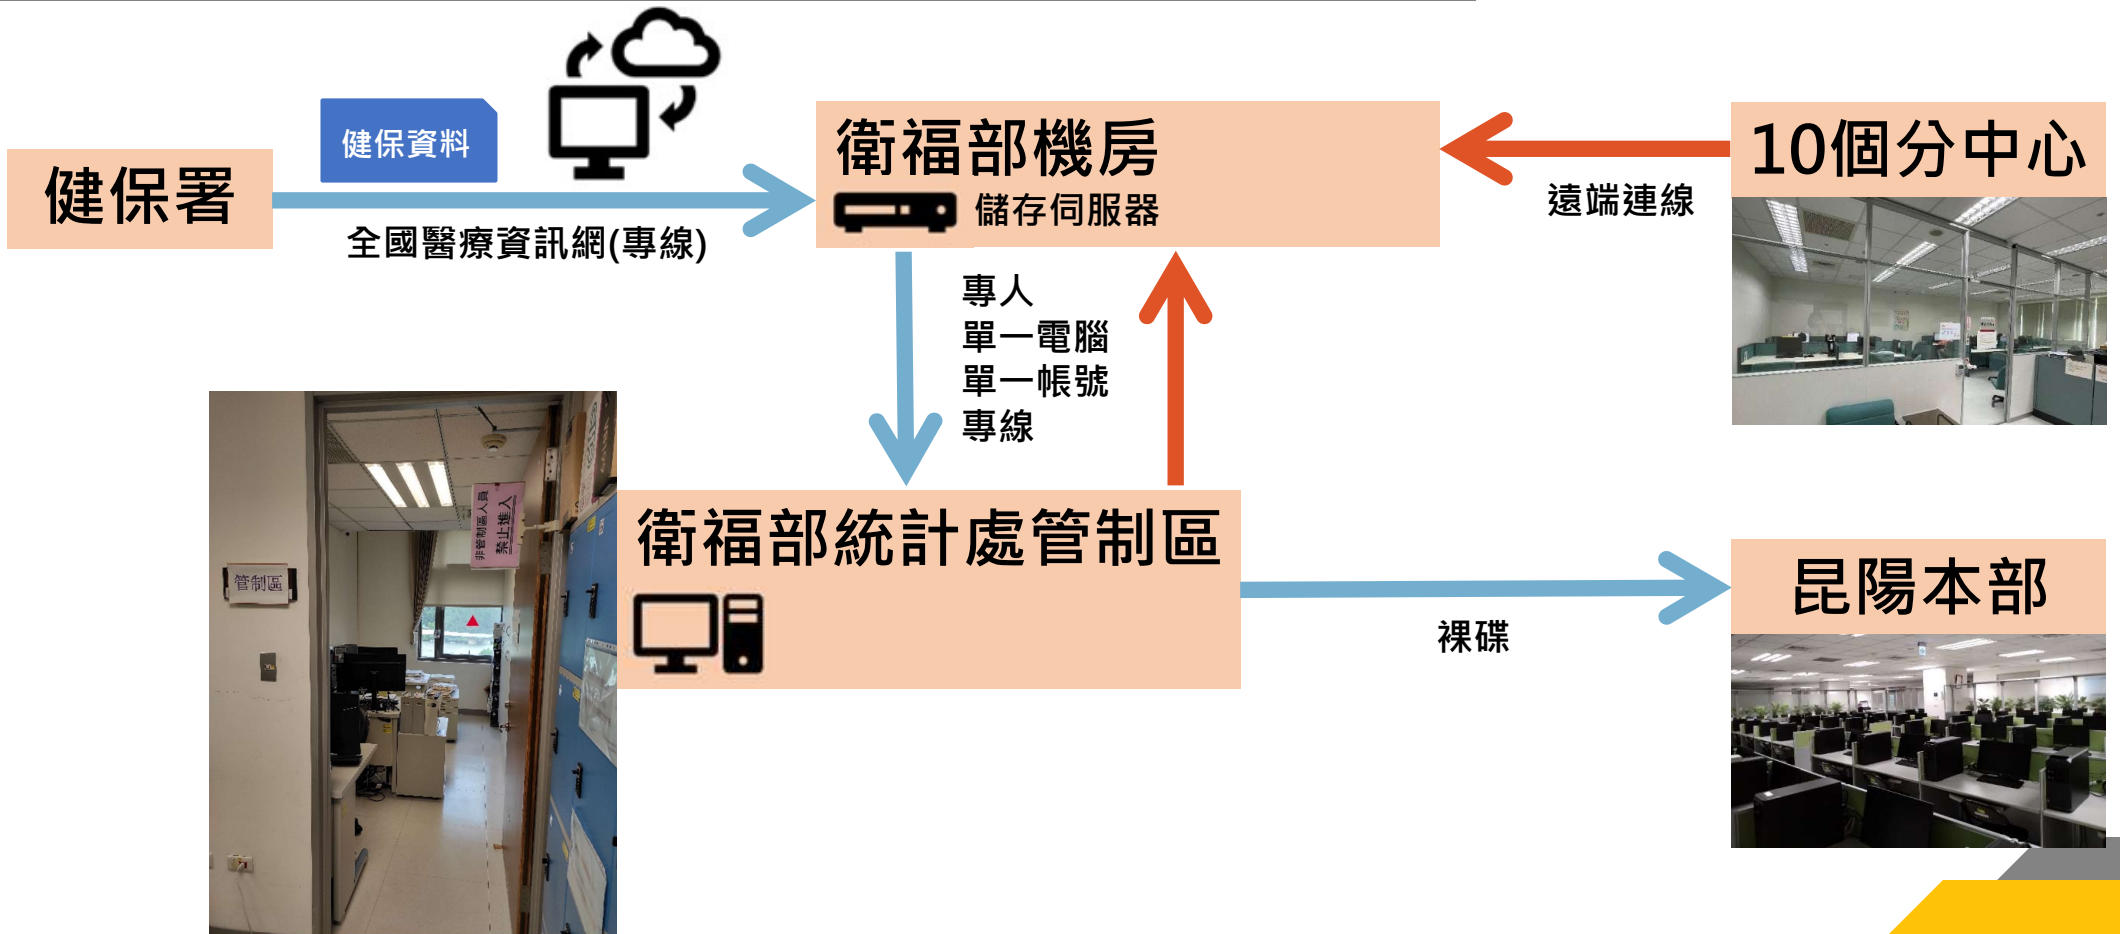 健保署
健保資料
全國醫療資訊網(專線)
衛福部機房
儲存伺服器
10個分中心
遠端連線
專人
單一電腦
單一帳號
專線
衛福部統計處管制區
管制區
非管制區人員
禁止進入
裸碟
昆陽本部